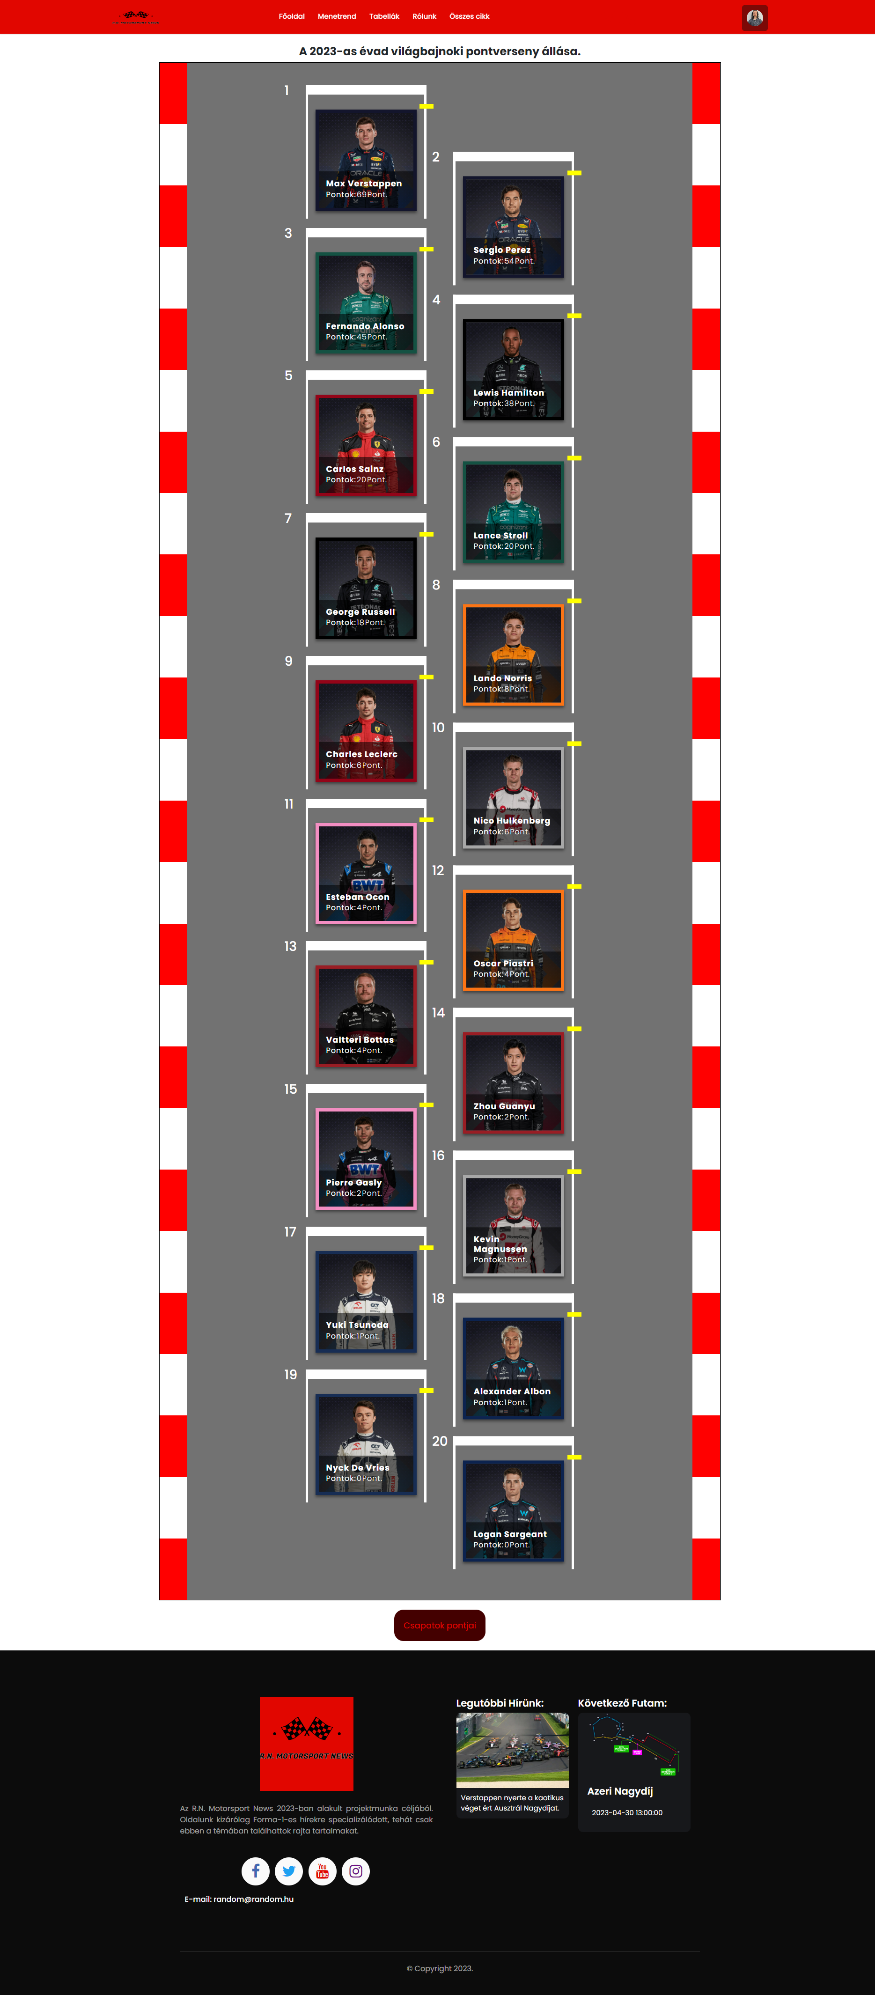 Főoldal Menetrend Tabellák Rólunk Összes cikk
A 2023-as évad világbajnoki pontverseny állása.
1
Max Verstappen
Pontok:69Pont.
2
Sergio Perez
Pontok:54Pont.
3
Fernando Alonso
Pontok:45Pont.
4
Lewis Hamilton
Pontok:38Pont.
5
Carlos Sainz
Pontok:20Pont.
6
Lance Stroll
Pontok:20Pont.
7
George Russell
Pontok:18Pont.
8
Lando Norris
Pontok:8Pont.
9
Charles Leclerc
Pontok:6Pont.
10
Nico Hulkenberg
Pontok:6Pont.
11
Esteban Ocon
Pontok:4Pont.
12
Oscar Piastri
Pontok:4Pont.
13
Valtteri Bottas
Pontok:4Pont.
14
Zhou Guanyu
Pontok:2Pont.
15
Pierre Gasly
Pontok:2Pont.
16
Kevin
Magnussen
Pontok:1Pont.
17
Yuki Tsunoda
Pontok:1Pont.
18
Alexander Albon
Pontok:1Pont.
19
Nyck De Vries
Pontok:0Pont.
20
Logan Sargeant
Pontok:0Pont.
Csapatok pontjai
R.N. MOTORSPORT NEWS
Az R.N. Motorsport News 2023-ban alakult projektmunka céljából.
Oldalunk kizárólag Forma-1-es hírekre specializálódott, tehát csak
ebben a témában találhattok rajta tartalmakat.
You
Tube
E-mail: random@random.hu
Legutóbbi Hírünk:
Verstappen nyerte a kaotikus
véget ért Ausztrál Nagydíjat.
Következő Futam:
Azeri Nagydíj
2023-04-30 13:00:00
© Copyright 2023.